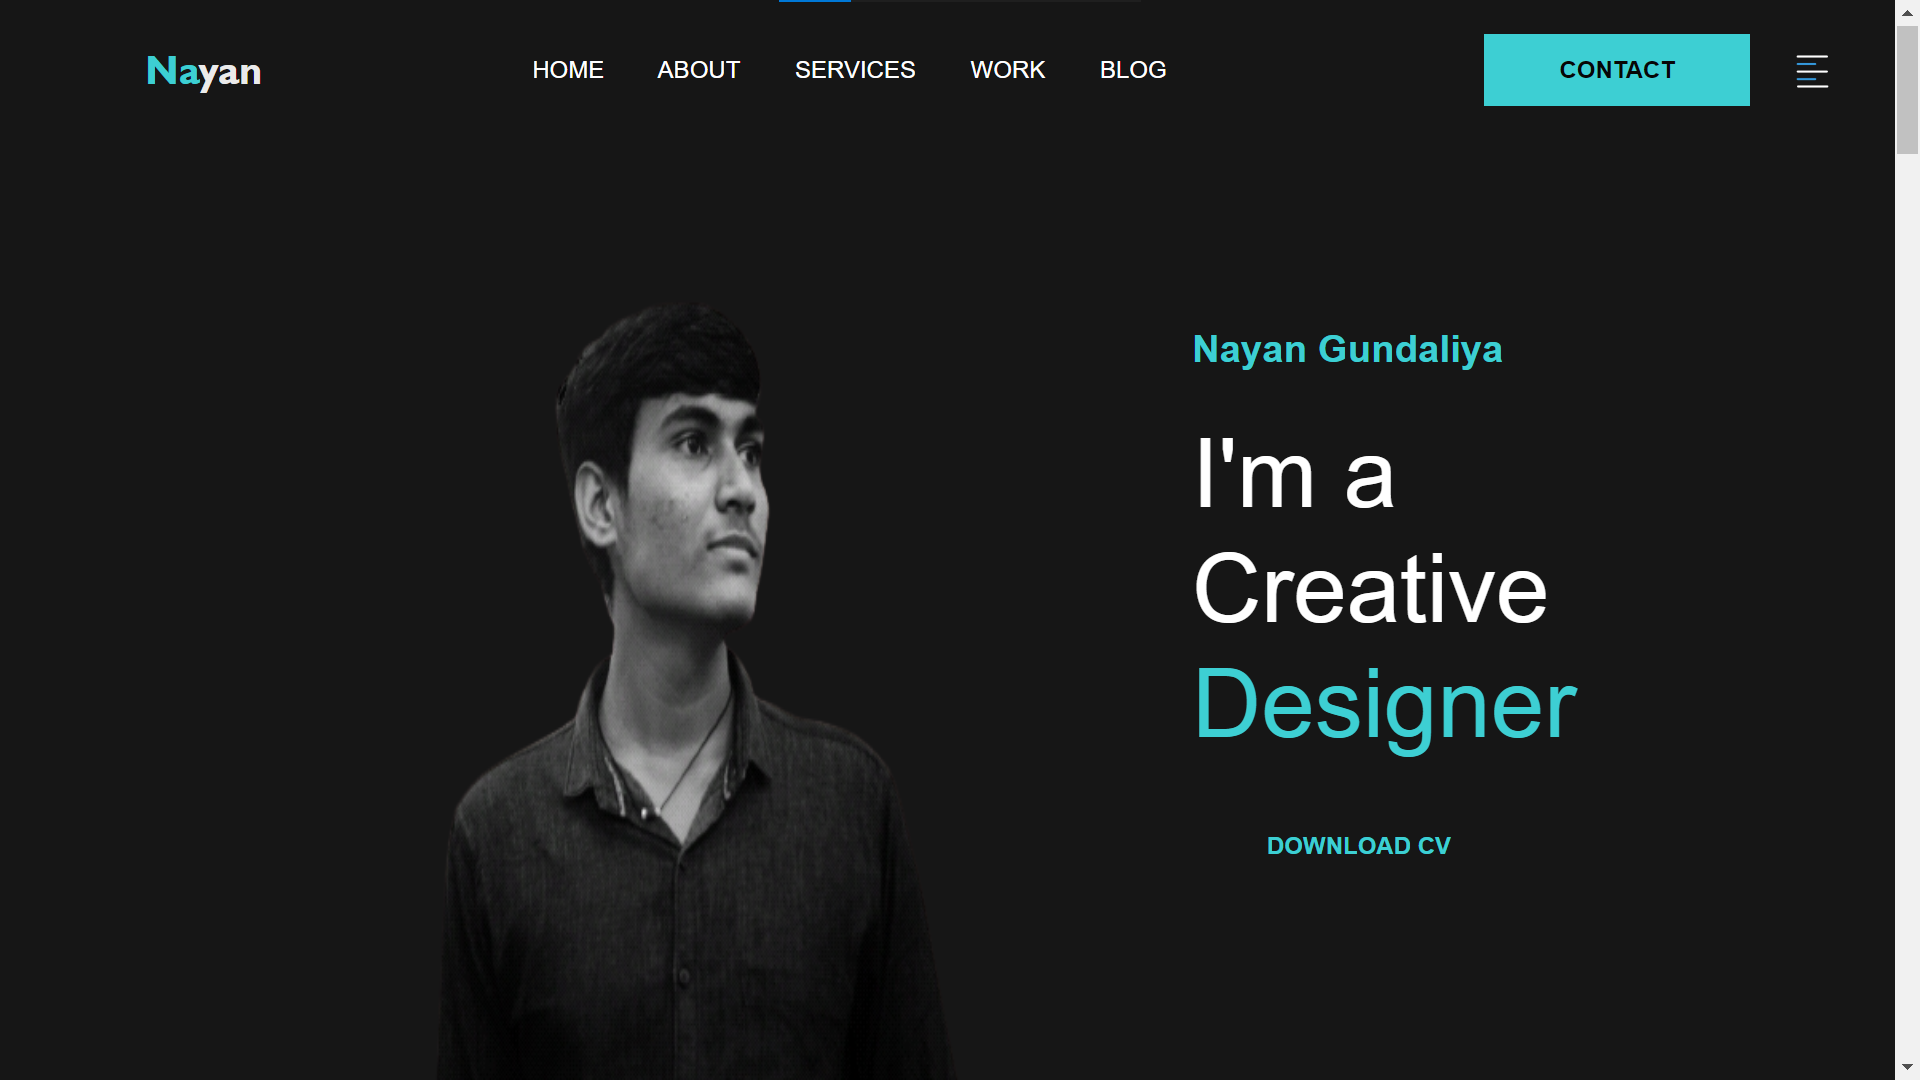 Nayan
HOME ABOUT SERVICES WORK BLOG
CONTACT
Nayan Gundaliya
I'm a
Creative
Designer
DOWNLOAD CV